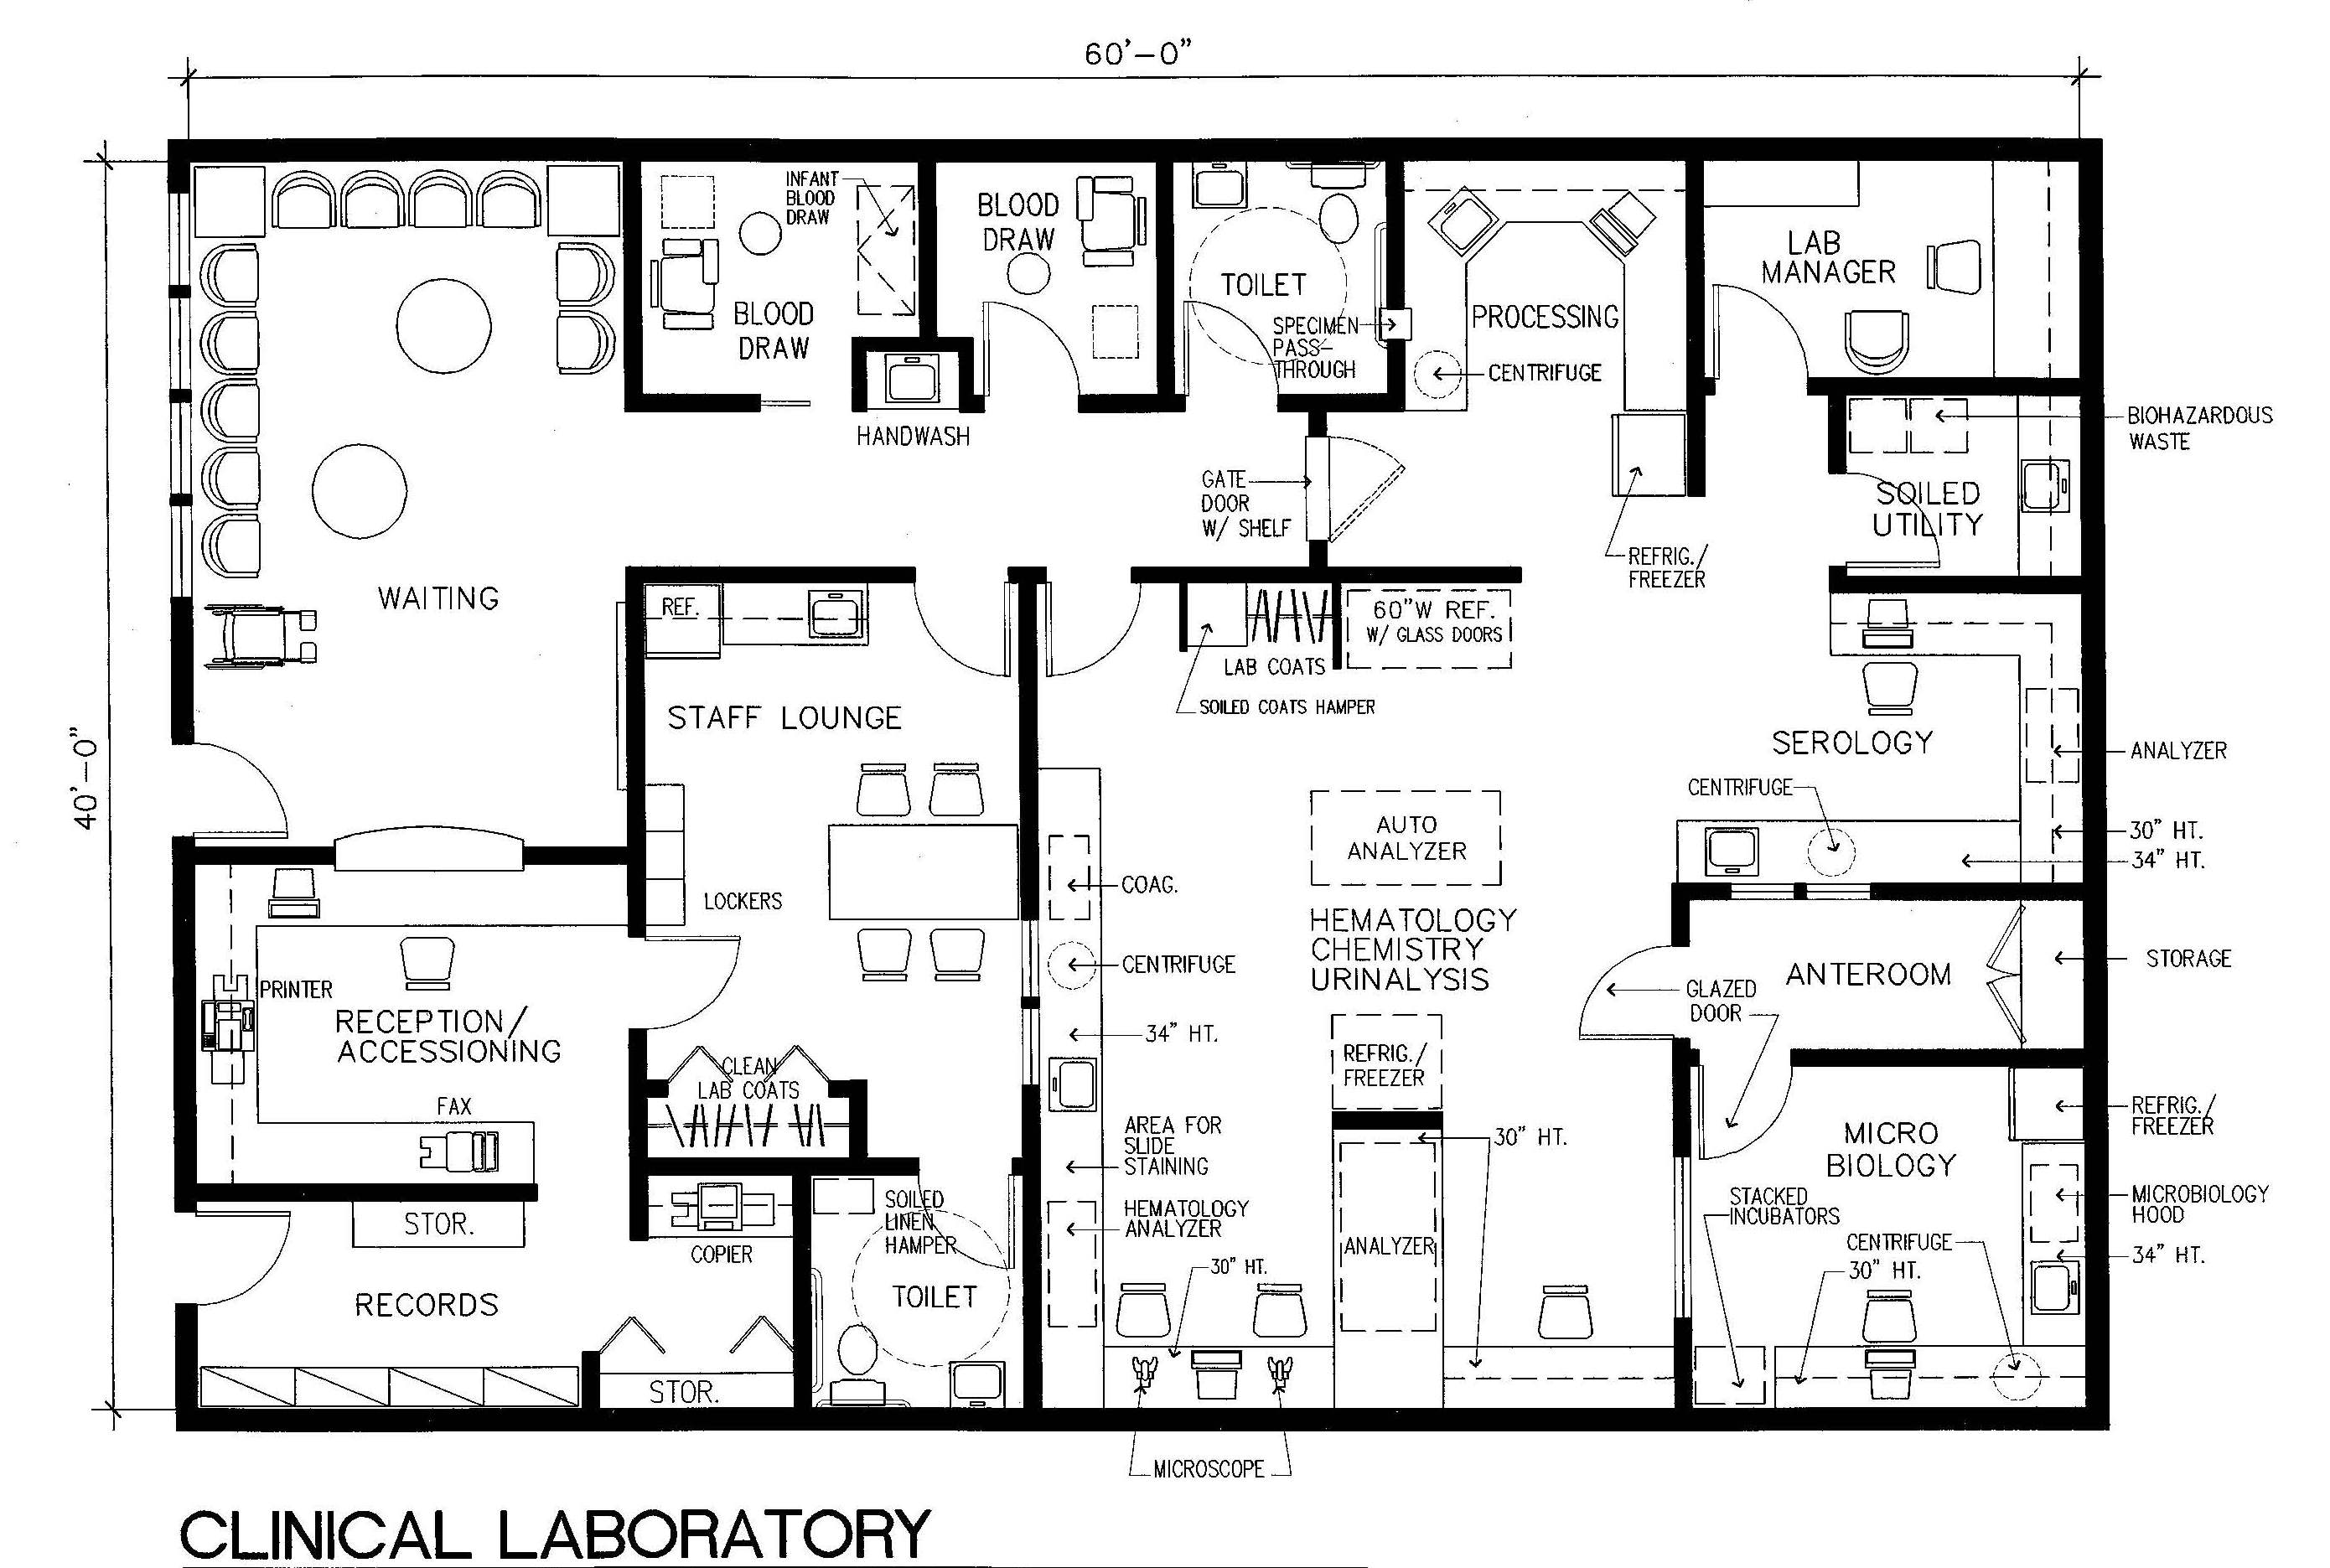 60'-0"
40'-0"
INFANT
BLOOD
DRAW
BLOOD
DRAW
BLOOD
DRAW
HANDWASH
TOILET
SPECIMEN
PASS-
THROUGH
PROCESSING
CENTRIFUGE
LAB
MANAGER
BIOHAZARDOUS
WASTE
SOILED
UTILITY
GATE
DOOR
W/ SHELF
REFRIG./
FREEZER
WAITING
REF.
STAFF LOUNGE
LOCKERS
60"W REF.
W/ GLASS DOORS
LAB COATS
SOILED COATS HAMPER
SEROLOGY
ANALYZER
CENTRIFUGE
30" HT.
34" HT.
AUTO
ANALYZER
COAG.
HEMATOLOGY
CHEMISTRY
URINALYSIS
CENTRIFUGE
34" HT.
ANTEROOM
STORAGE
GLAZED
DOOR
PRINTER
RECEPTION/
ACCESSIONING
FAX
CLEAN
LAB COATS
REFRIG./
FREEZER
AREA FOR
SLIDE
STAINING
30" HT.
MICRO
BIOLOGY
REFRIG./
FREEZER
STACKED
INCUBATORS
MICROBIOLOGY
HOOD
CENTRIFUGE
30" HT.
34" HT.
HEMATOLOGY
ANALYZER
30" HT.
ANALYZER
STOR.
COPIER
SOILED
LINEN
HAMPER
TOILET
RECORDS
STOR.
MICROSCOPE
CLINICAL LABORATORY